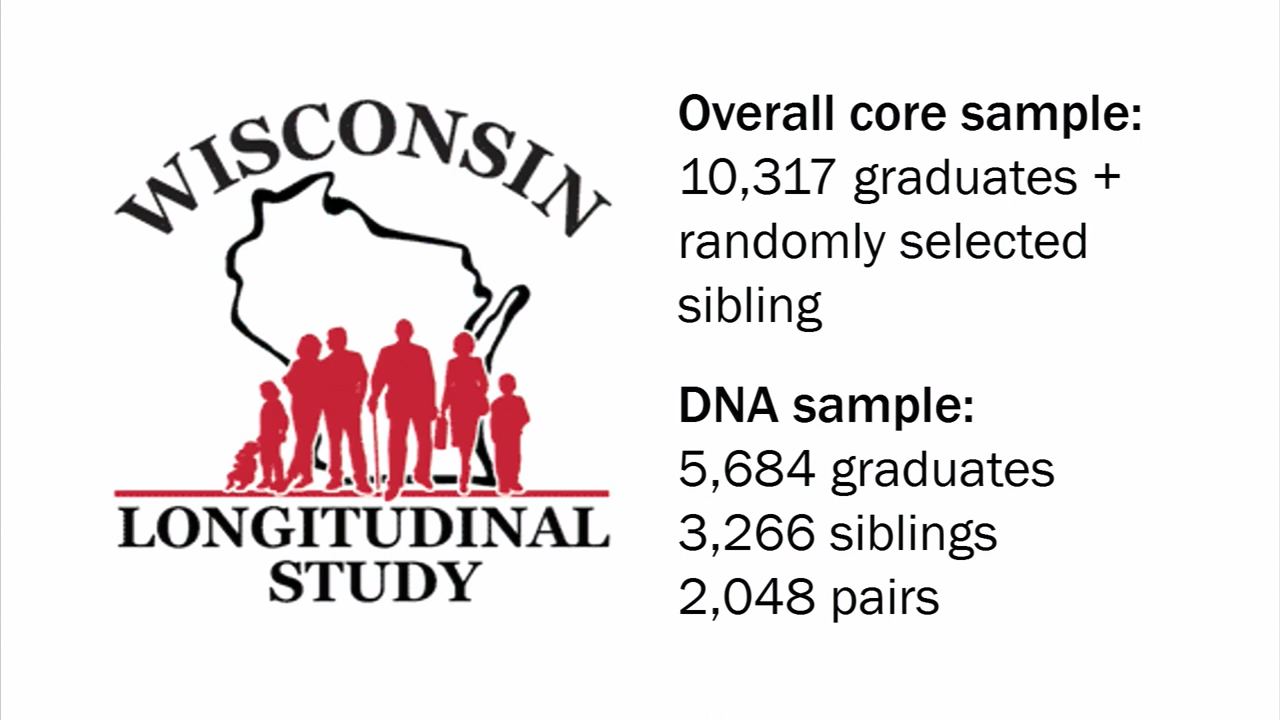 WISCONSIN
LONGITUDINAL
STUDY
Overall core sample:
10,317 graduates +
randomly selected
sibling
DNA sample:
5,684 graduates
3,266 siblings
2,048 pairs